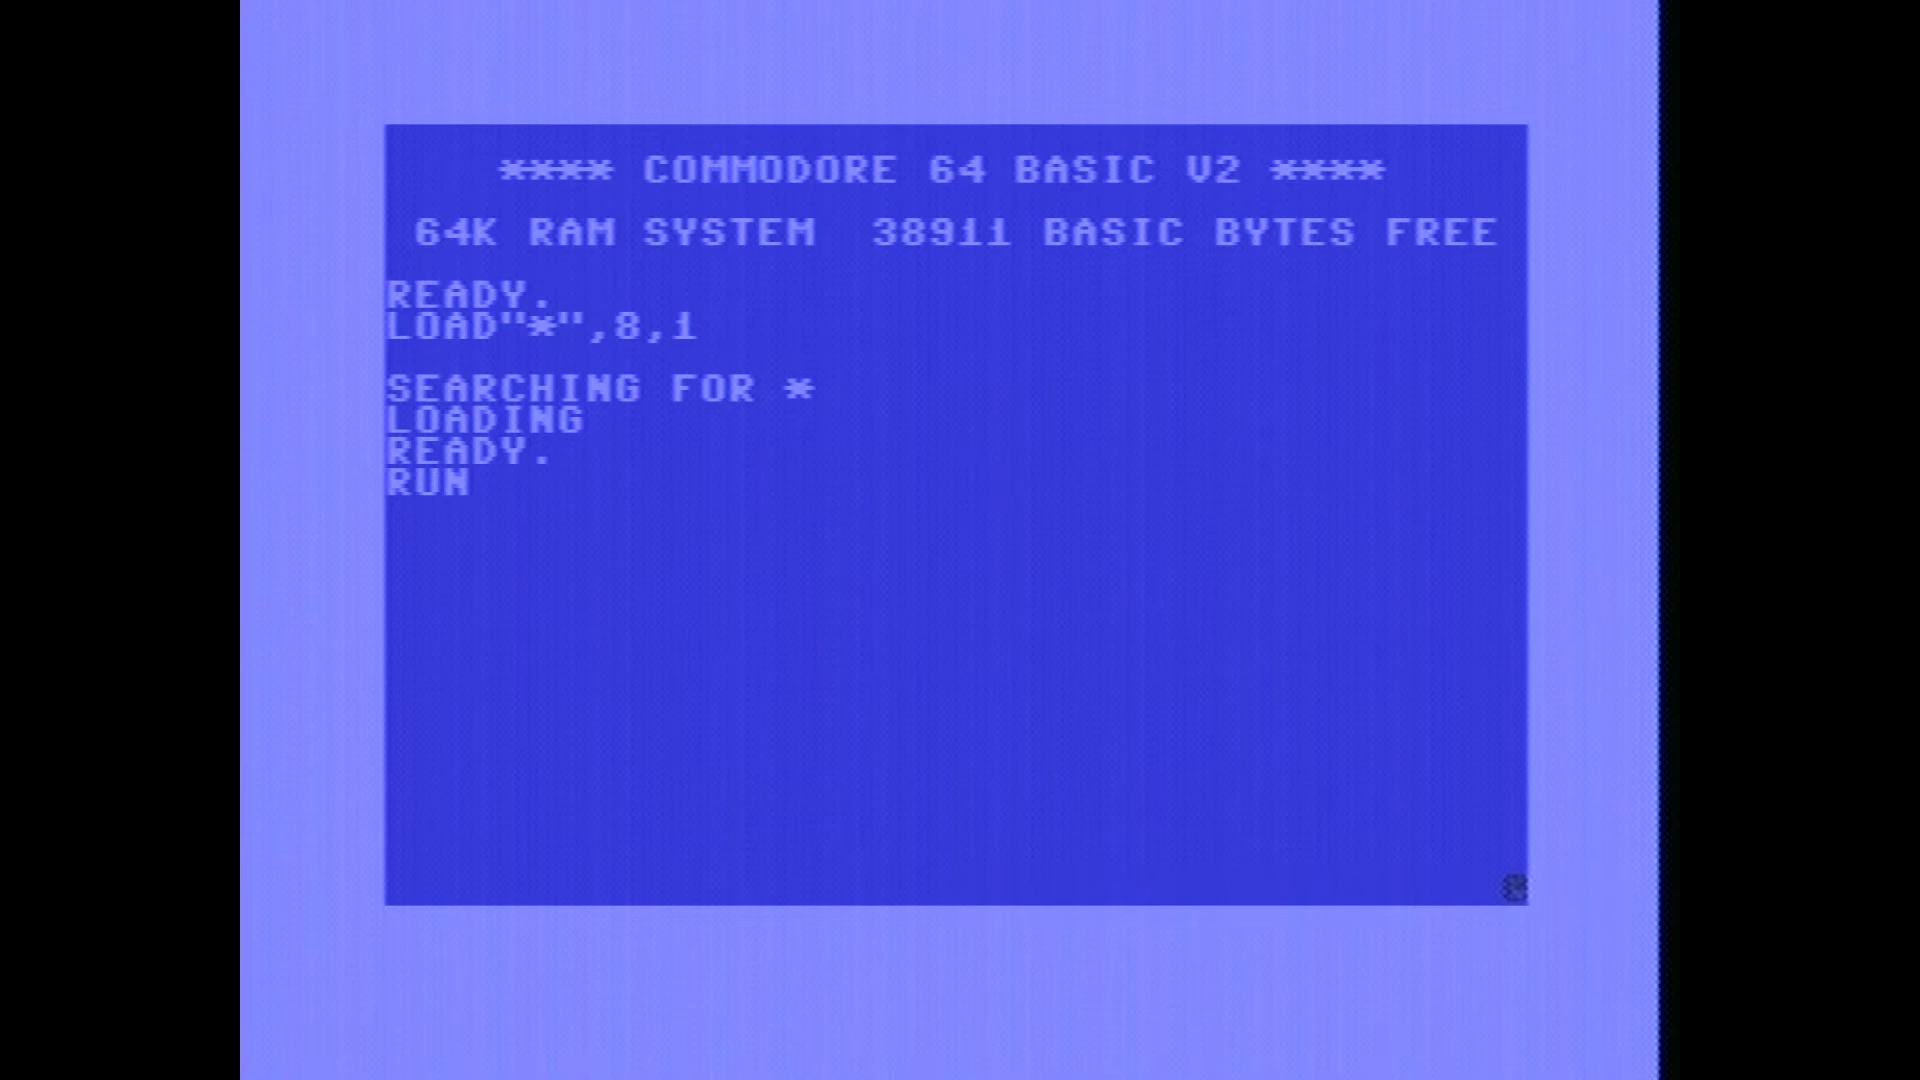 **** COMMODORE 64 BASIC V2 ****
64K RAM SYSTEM  38911 BASIC BYTES FREE
READY.
LOAD"*",8,1
SEARCHING FOR *
LOADING
READY.
RUN